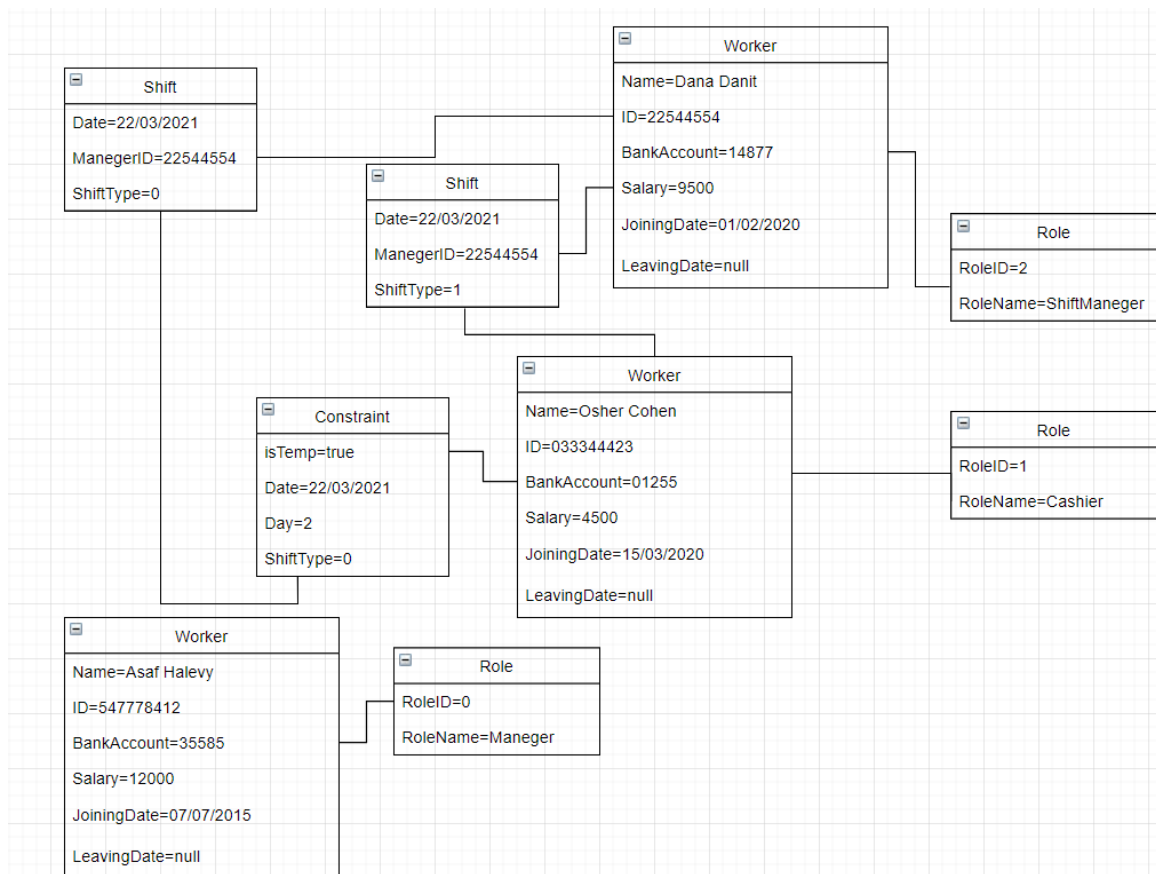 Shift
Date=22/03/2021
ManegerID=22544554
ShiftType=0
Worker
Name=Dana Danit
ID=22544554
BankAccount=14877
Salary=9500
JoiningDate=01/02/2020
LeavingDate=null
Shift
Date=22/03/2021
ManegerID=22544554
ShiftType=1
Role
RoleID=2
RoleName=ShiftManeger
Worker
Name=Osher Cohen
ID=033344423
BankAccount=01255
Salary=4500
JoiningDate=15/03/2020
LeavingDate=null
Constraint
isTemp=true
Date=22/03/2021
Day=2
ShiftType=0
Role
RoleID=1
RoleName=Cashier
Worker
Name=Asaf Halevy
ID=547778412
BankAccount=35585
Salary=12000
JoiningDate=07/07/2015
LeavingDate=null
Role
RoleID=0
RoleName=Maneger